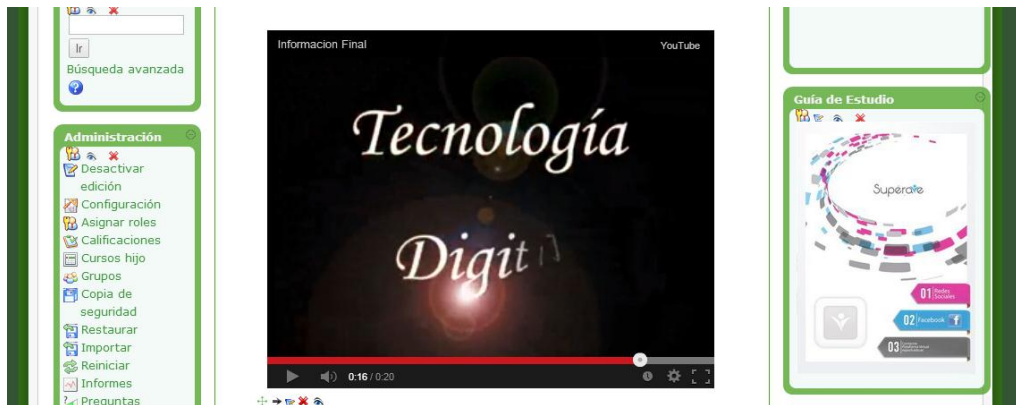 Ir
Búsqueda avanzada
Administración
Desactivar
edición
Configuración
Asignar roles
Calificaciones
Cursos hijo
Grupos
Copia de
seguridad
Restaurar
Importar
Reiniciar
Informes
Preguntas
Informacion Final
YouTube
Tecnología
Digit
0:16 / 0:20
Guía de Estudio
Superave
01 Redes
Sociales
02 Facebook
03